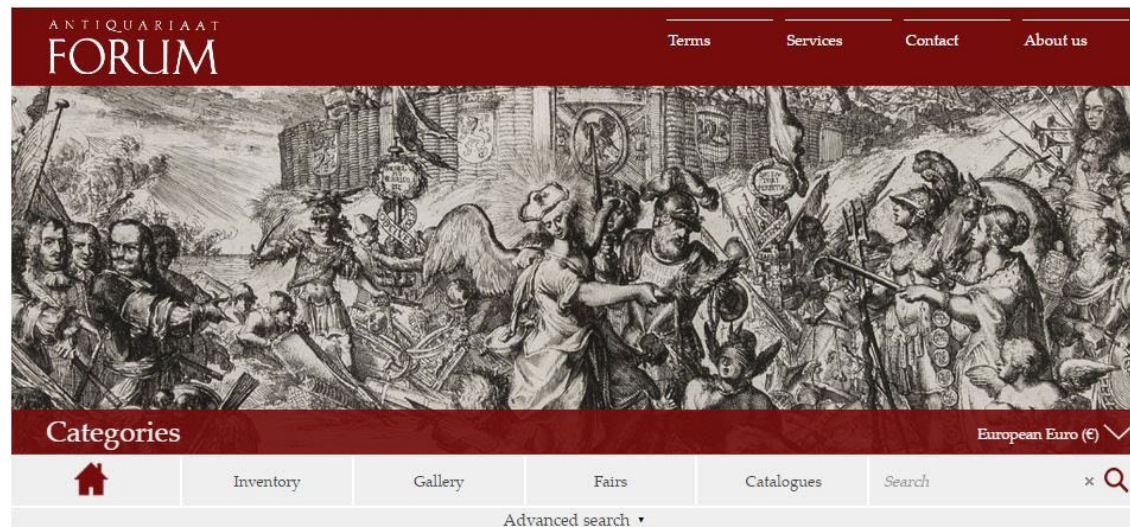 ANTIQUARIAAT
FORUM
Terms Services Contact About us
Categories
European Euro (€)
Inventory Gallery Fairs Catalogues Search ×
Advanced search ▾